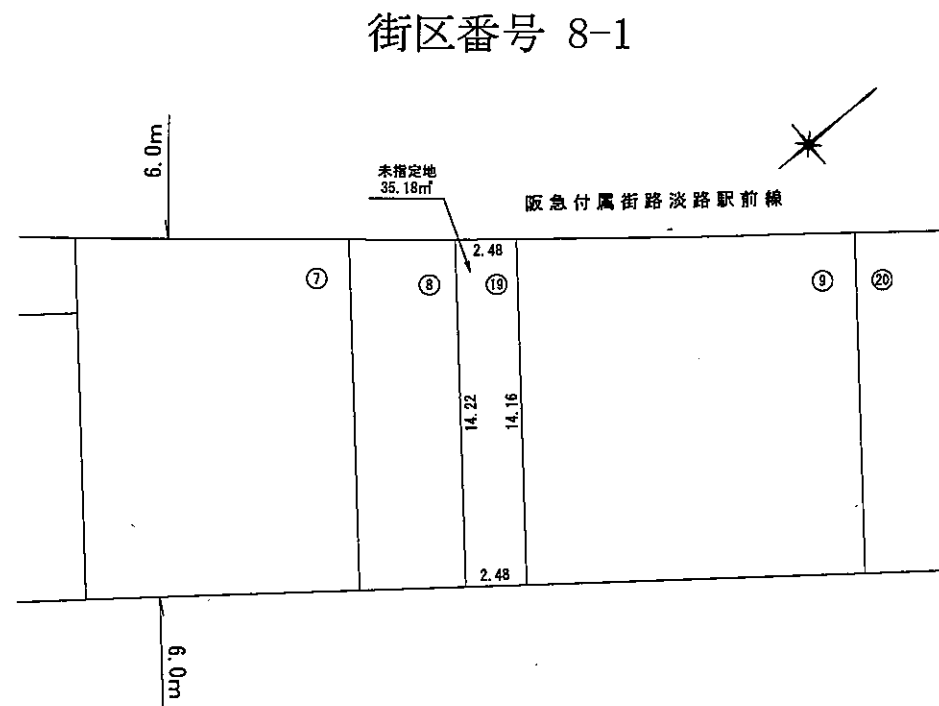 街区番号 8-1
6.0m
未指定地
35.18㎡
阪急付属街路淡路駅前線
2.48
⑦
⑧
⑲
⑨
⑳
14.22
14.16
2.48
6.0m